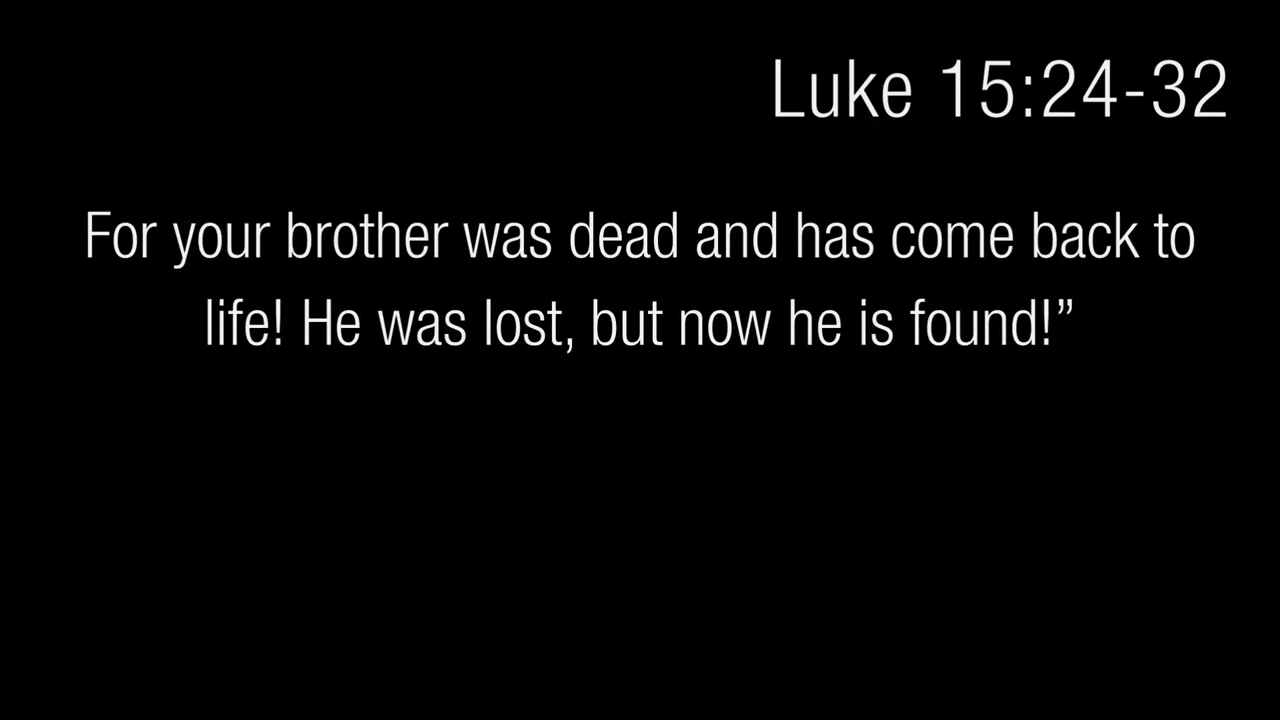 Luke 15:24-32
For your brother was dead and has come back to
life! He was lost, but now he is found!”